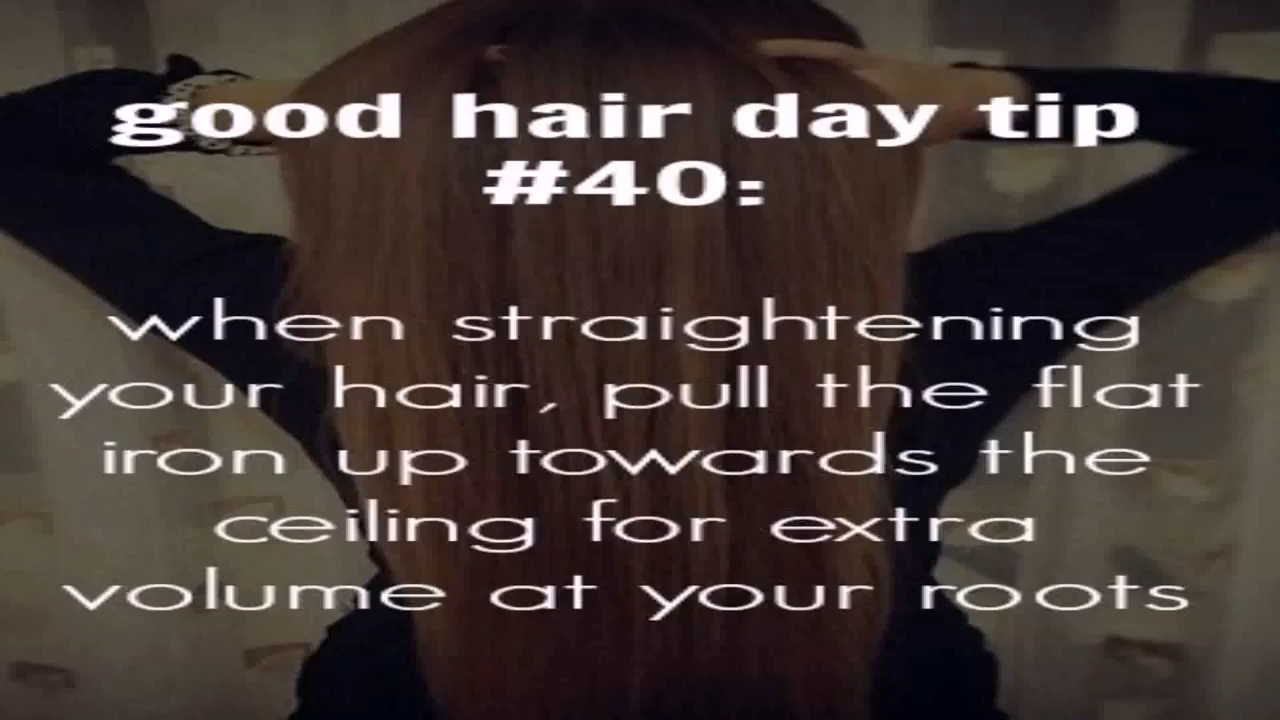 good hair day tip
#40:
when straightening
your hair, pull the flat
iron up towards the
ceiling for extra
volume at your roots